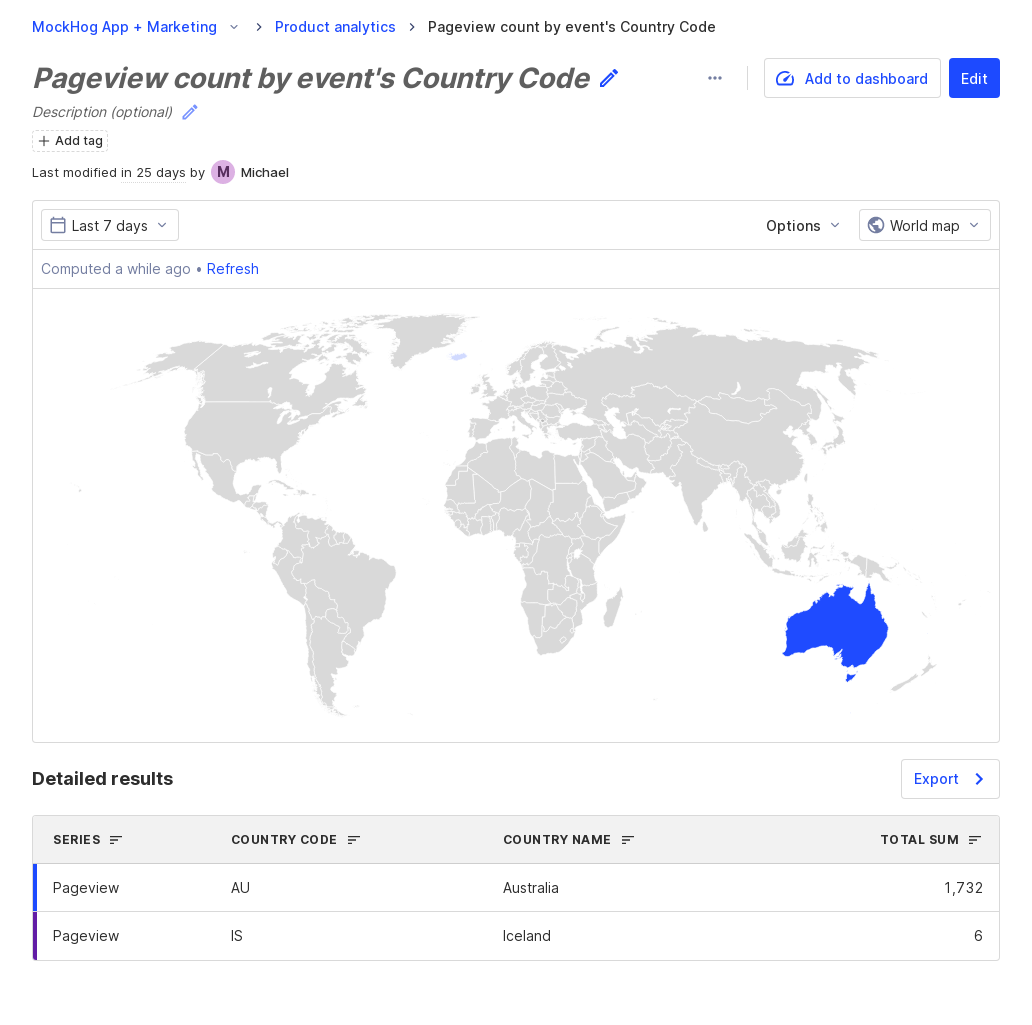 MockHog App + Marketing Product analytics Pageview count by event's Country Code
Pageview count by event's Country Code
Add to dashboard
Edit
Description (optional)
Add tag
Last modified in 25 days by M Michael
Last 7 days
Options
World map
Computed a while ago • Refresh
Detailed results
Export
SERIES COUNTRY CODE COUNTRY NAME TOTAL SUM
Pageview AU Australia 1,732
Pageview IS Iceland 6